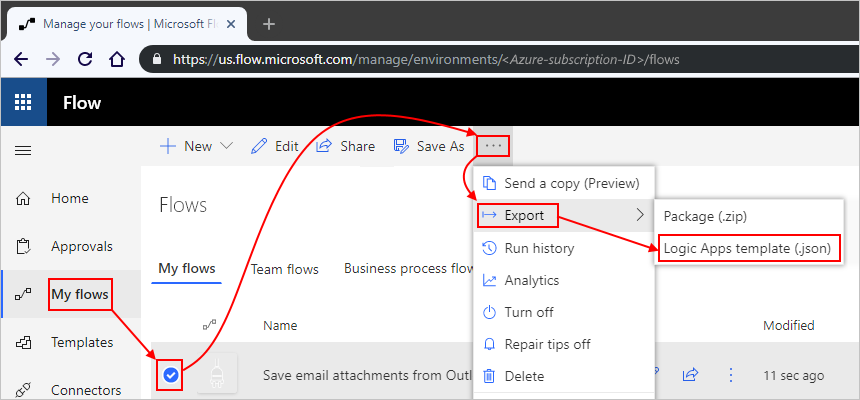 Manage your flows | Microsoft Fl
https://us.flow.microsoft.com/manage/environments/<Azure-subscription-ID>/flows
Flow
New Edit Share Save As ...
Home
Approvals
My flows
Templates
Connectors
Flows
My flows Team flows Business process flow
Name Modified
Save email attachments from Outl 11 sec ago
Send a copy (Preview)
Export
Run history
Analytics
Turn off
Repair tips off
Delete
Package (.zip)
Logic Apps template (.json)